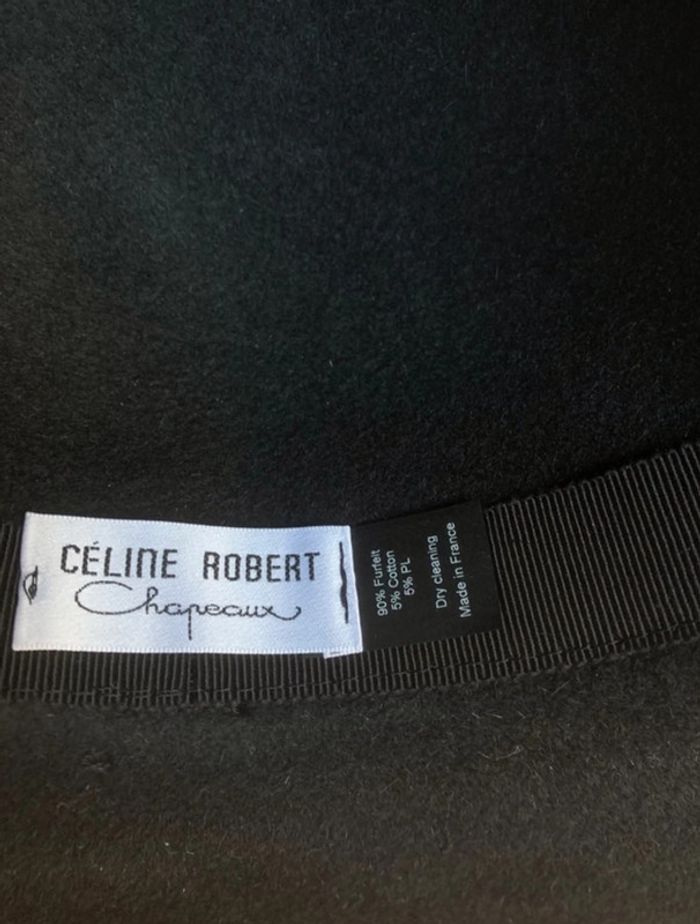 CÉLINE ROBERT
Chapeaux
90% Furfelt
5% Cotton
5% PL
Dry cleaning
Made in France